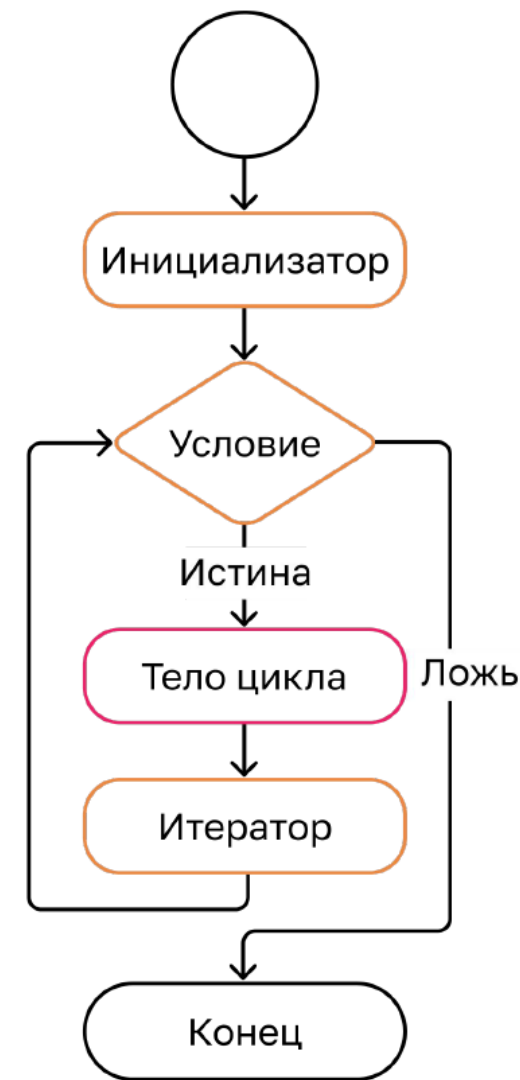 Инициализатор
Условие
Истина
Тело цикла
Ложь
Итератор
Конец